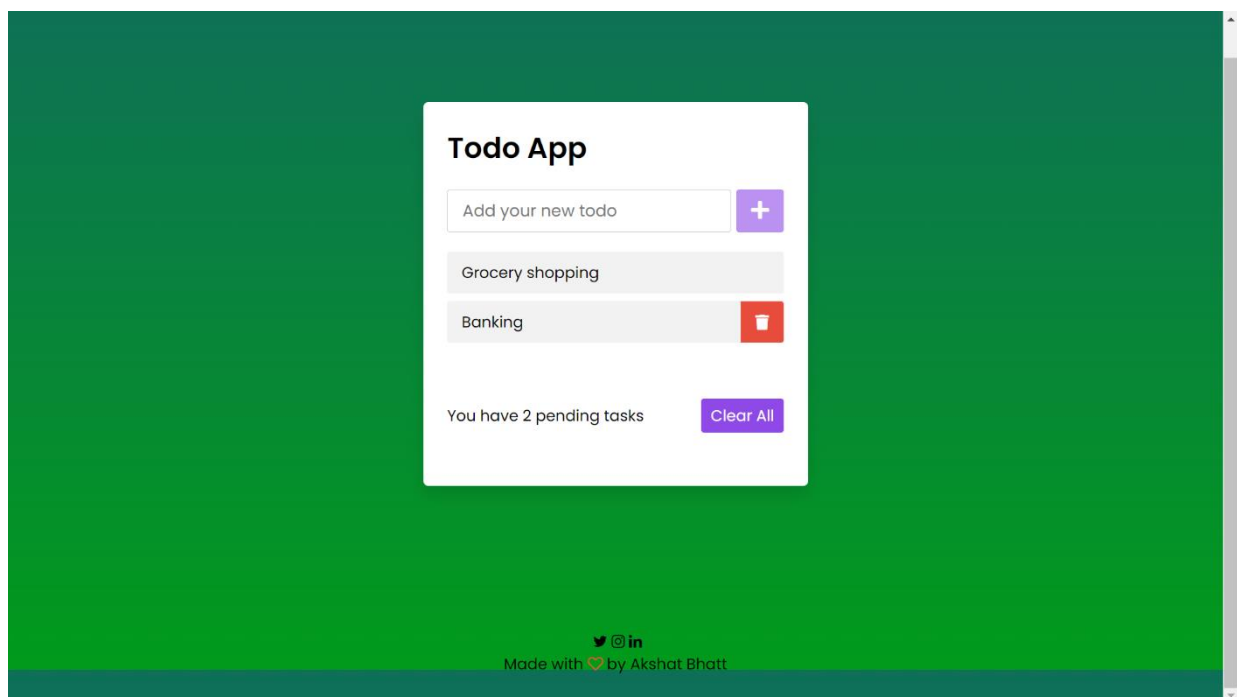 Todo App
Add your new todo
Grocery shopping
Banking
You have 2 pending tasks
Clear All
Made with by Akshat Bhatt